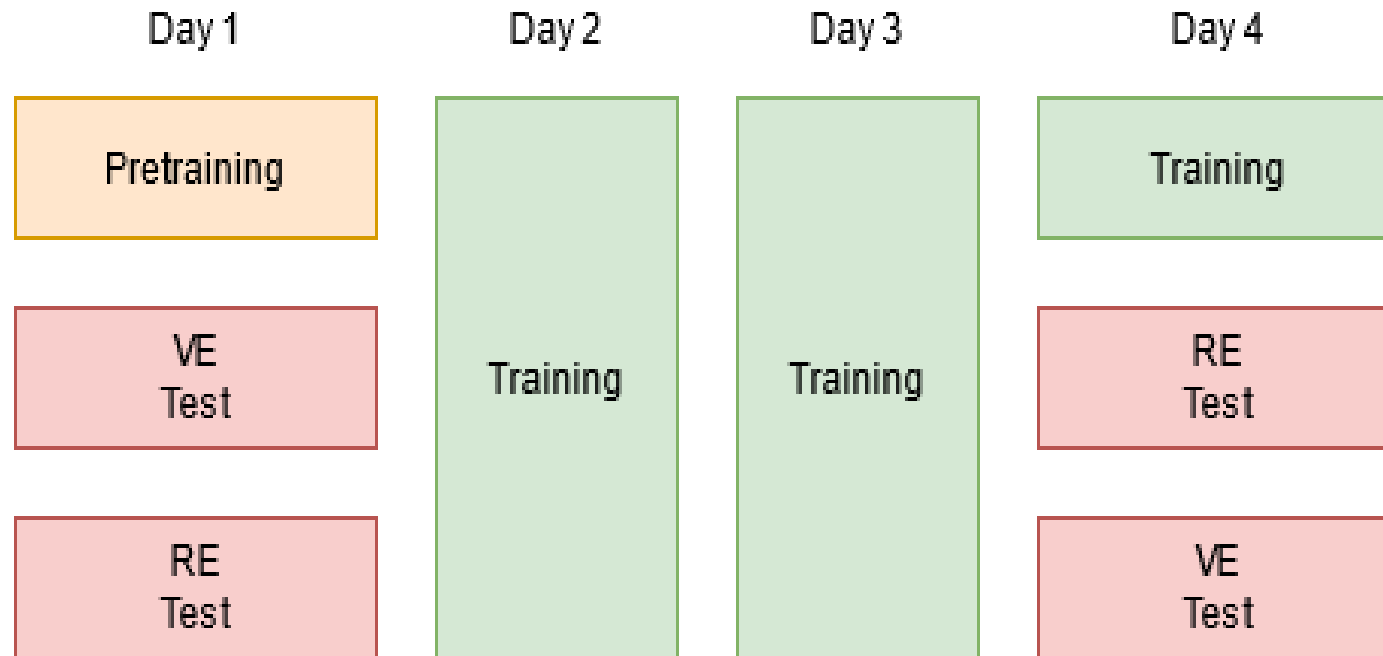 Day 1
Day 2
Day 3
Day 4
Pretraining
Training
VE
Test
RE
Test
Training
Training
RE
Test
VE
Test